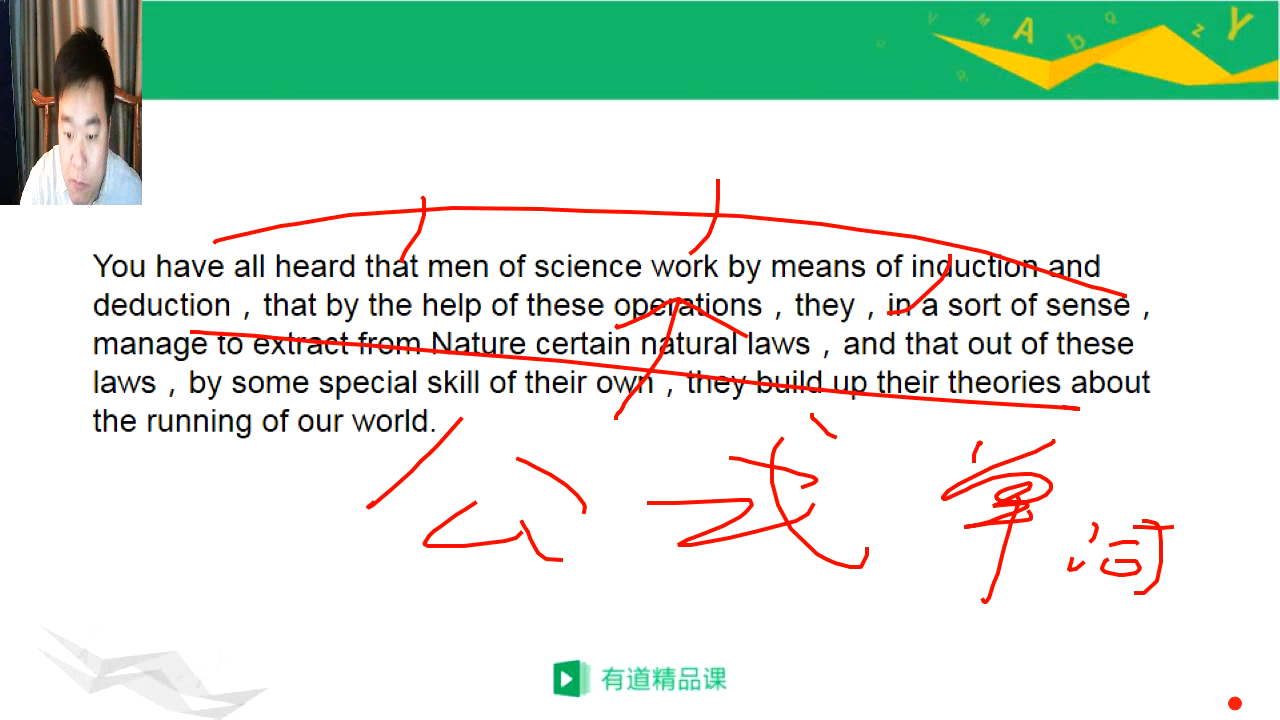 You have all heard that men of science work by means of induction and
deduction，that by the help of these operations，they，in a sort of sense，
manage to extract from Nature certain natural laws，and that out of these
laws，by some special skill of their own，they build up their theories about
the running of our world.
公式 单词
有道精品课